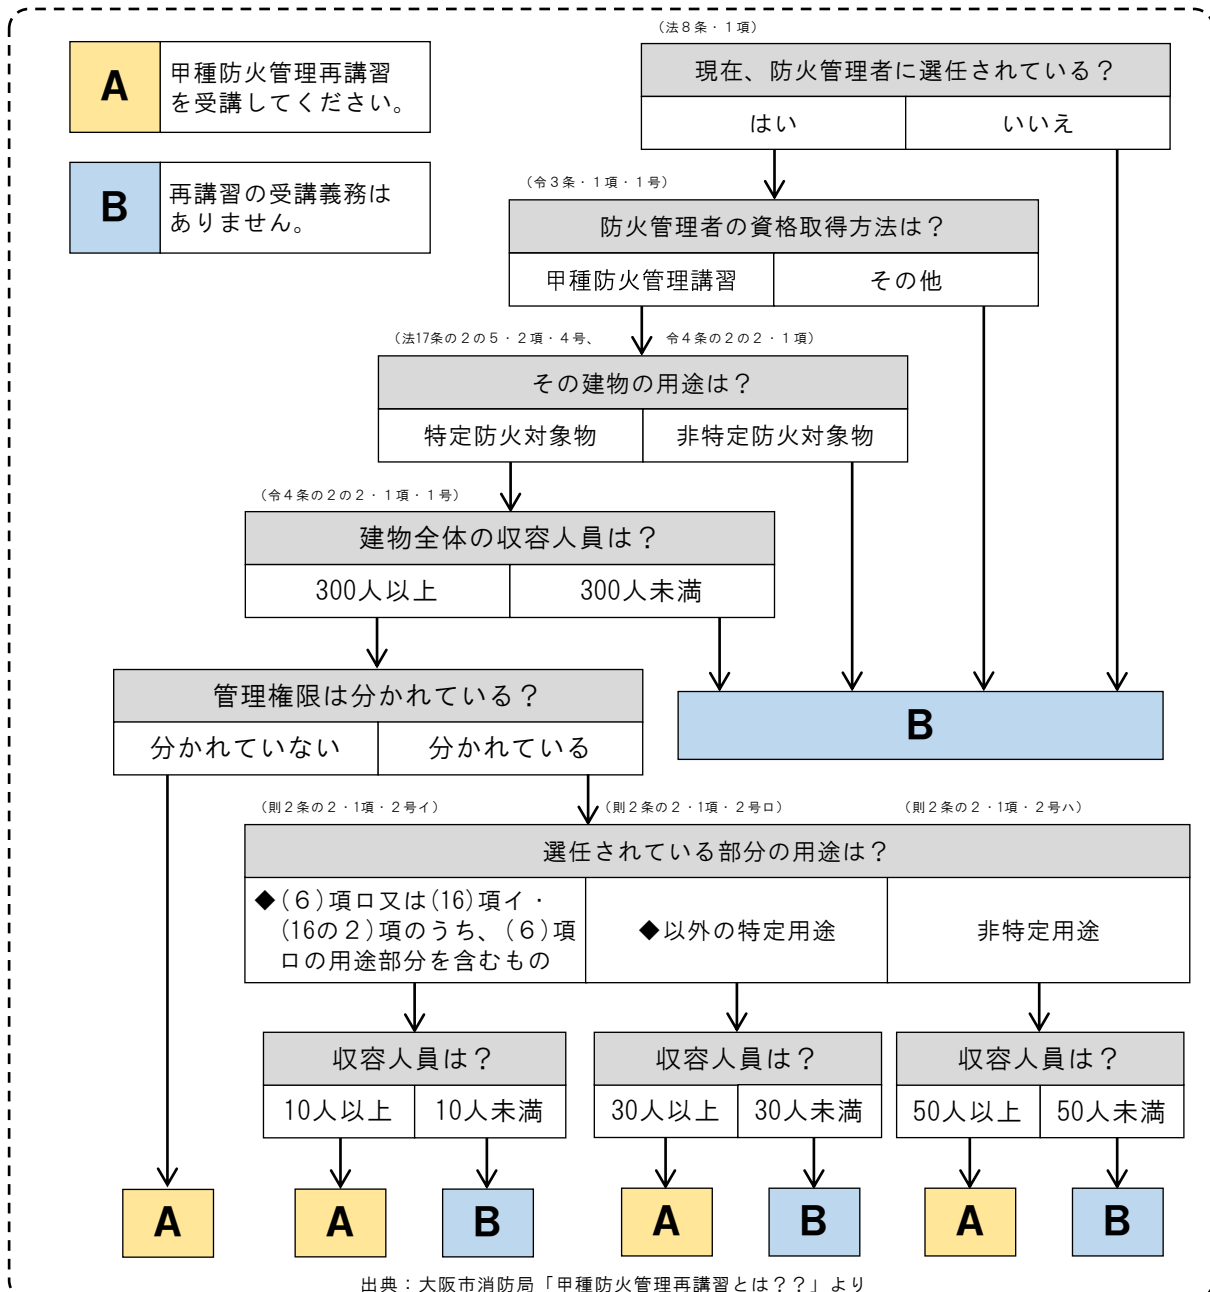 A
甲種防火管理再講習
を受講してください。
B
再講習の受講義務は
ありません。
(法8条・1項)
現在、防火管理者に選任されている？
はい
いいえ
(令3条・1項・1号)
防火管理者の資格取得方法は？
甲種防火管理講習
その他
(法17条の2の5・2項・4号、 令4条の2の2・1項)
その建物の用途は？
特定防火対象物
非特定防火対象物
(令4条の2の2・1項・1号)
建物全体の収容人員は？
300人以上
300人未満
管理権限は分かれている？
分かれていない
分かれている
B
(則2条の2・1項・2号イ)
(則2条の2・1項・2号ロ)
(則2条の2・1項・2号ハ)
選任されている部分の用途は？
◆(6)項ロ又は(16)項イ・
(16の2)項のうち、(6)項
ロの用途部分を含むもの
◆以外の特定用途
非特定用途
収容人員は？
10人以上
10人未満
収容人員は？
30人以上
30人未満
収容人員は？
50人以上
50人未満
A
A
B
A
B
A
B
出典：大阪市消防局「甲種防火管理再講習とは？？」より